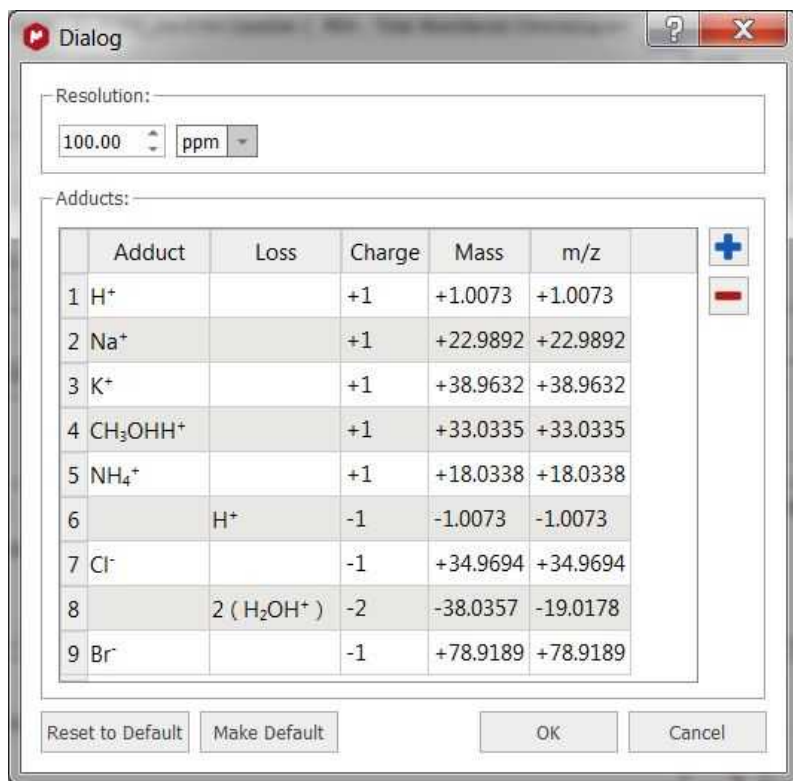 Dialog
Resolution:
100.00 ppm
Adducts:
Adduct Loss Charge Mass m/z
1 H⁺ +1 +1.0073 +1.0073
2 Na⁺ +1 +22.9892 +22.9892
3 K⁺ +1 +38.9632 +38.9632
4 CH₃OHH⁺ +1 +33.0335 +33.0335
5 NH₄⁺ +1 +18.0338 +18.0338
6 H⁺ -1 -1.0073 -1.0073
7 Cl⁻ -1 +34.9694 +34.9694
8 2 ( H₂OH⁺ ) -2 -38.0357 -19.0178
9 Br⁻ -1 +78.9189 +78.9189
Reset to Default Make Default OK Cancel